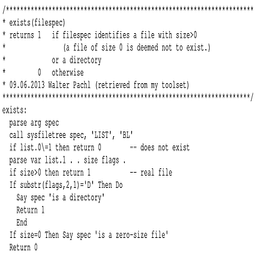 /**********************************************************************
* exists(filespec)
* returns 1   if filespec identifies a file with size>0
*                (a file of size 0 is deemed not to exist.)
*             or a directory
*         0   otherwise
* 09.06.2013 Walter Pachl (retrieved from my toolset)
**********************************************************************/
exists:
  parse arg spec
  call sysfiletree spec, 'LIST', 'BL'
  if list.0\=1 then return 0        -- does not exist
  parse var list.1 . . size flags .
  if size>0 then return 1           -- real file
  If substr(flags,2,1)='D' Then Do
    Say spec 'is a directory'
    Return 1
    End
  If size=0 Then Say spec 'is a zero-size file'
  Return 0